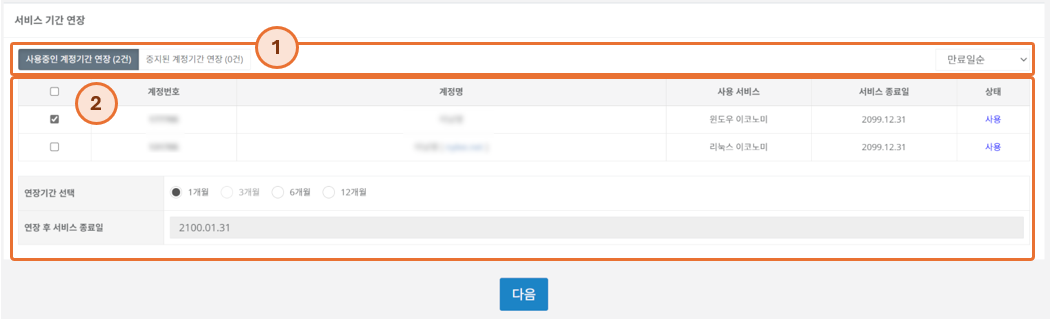 서비스 기간 연장
1
사용중인 계정기간 연장 (2건) 중지된 계정기간 연장 (0건) 만료일순
2
계정번호 계정명 사용 서비스 서비스 종료일 상태
윈도우 이코노미 2099.12.31 사용
리눅스 이코노미 2099.12.31 사용
연장기간 선택 1개월 3개월 6개월 12개월
연장 후 서비스 종료일 2100.01.31
다음